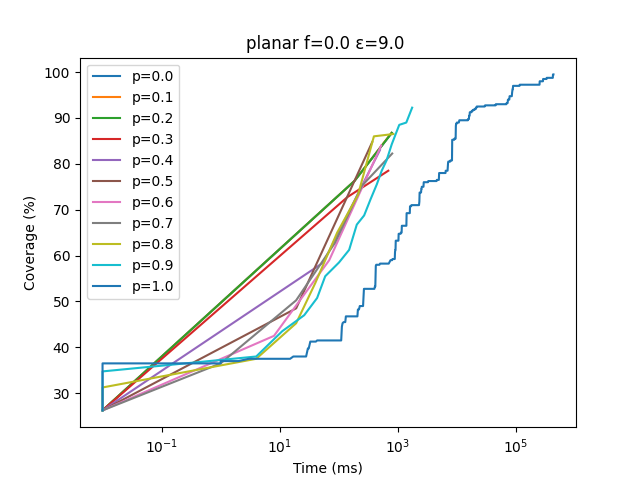 planar f=0.0 ε=9.0
Coverage (%)
100
90
80
70
60
50
40
30
p=0.0
p=0.1
p=0.2
p=0.3
p=0.4
p=0.5
p=0.6
p=0.7
p=0.8
p=0.9
p=1.0
10⁻¹ 10¹ 10³ 10⁵
Time (ms)